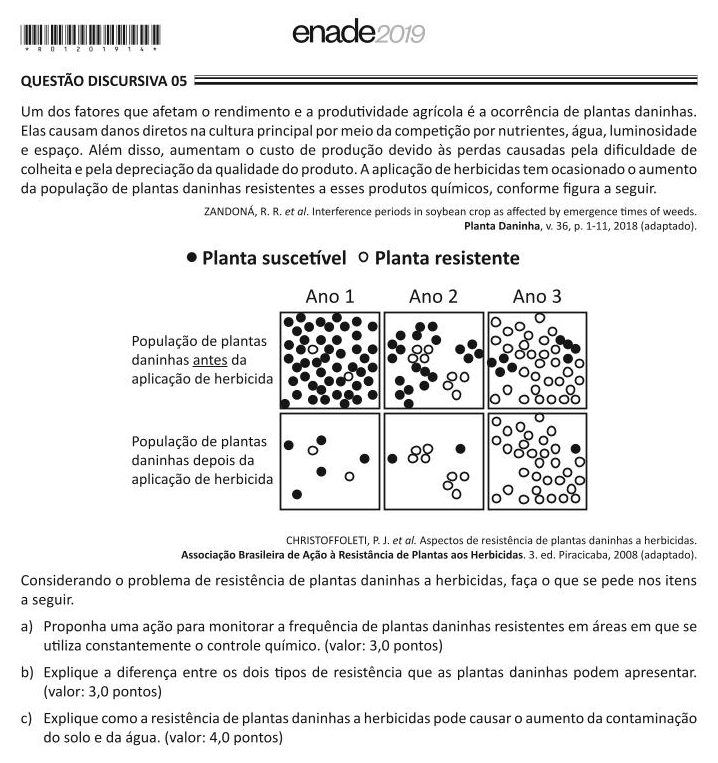 enade2019
*R0120191 4*
QUESTÃO DISCURSIVA 05
Um dos fatores que afetam o rendimento e a produtividade agrícola é a ocorrência de plantas daninhas.
Elas causam danos diretos na cultura principal por meio da competição por nutrientes, água, luminosidade
e espaço. Além disso, aumentam o custo de produção devido às perdas causadas pela dificuldade de
colheita e pela depreciação da qualidade do produto. A aplicação de herbicidas tem ocasionado o aumento
da população de plantas daninhas resistentes a esses produtos químicos, conforme figura a seguir.
ZANDONÁ, R. R. et al. Interference periods in soybean crop as affected by emergence times of weeds.
Planta Daninha, v. 36, p. 1-11, 2018 (adaptado).
Planta suscetível Planta resistente
Ano 1 Ano 2 Ano 3
População de plantas
daninhas antes da
aplicação de herbicida
População de plantas
daninhas depois da
aplicação de herbicida
CHRISTOFFOLETI, P. J. et al. Aspectos de resistência de plantas daninhas a herbicidas.
Associação Brasileira de Ação à Resistância de Plantas aos Herbicidas. 3. ed. Piracicaba, 2008 (adaptado).
Considerando o problema de resistência de plantas daninhas a herbicidas, faça o que se pede nos itens
a seguir.
a) Proponha uma ação para monitorar a frequência de plantas daninhas resistentes em áreas em que se
utiliza constantemente o controle químico. (valor: 3,0 pontos)
b) Explique a diferença entre os dois tipos de resistência que as plantas daninhas podem apresentar.
(valor: 3,0 pontos)
c) Explique como a resistência de plantas daninhas a herbicidas pode causar o aumento da contaminação
do solo e da água. (valor: 4,0 pontos)